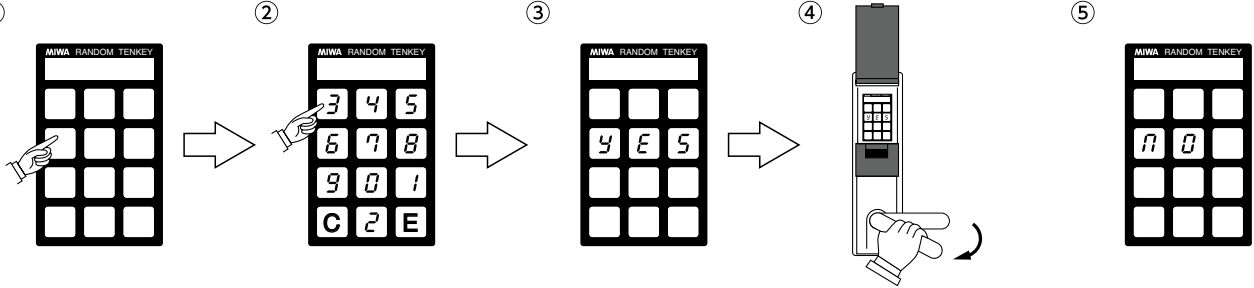 ②
③
④
⑤
MIWA RANDOM TENKEY
MIWA RANDOM TENKEY
3 4 5
6 7 8
9 0 1
C 2 E
MIWA RANDOM TENKEY
Y E S
Y E S
MIWA RANDOM TENKEY
n 0